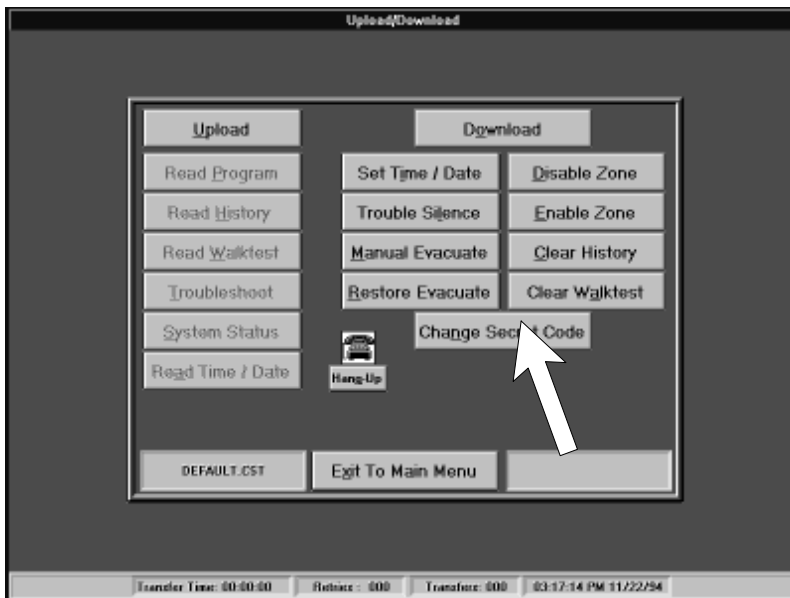 Upload/Download
Upload
Download
Read Program
Set Time / Date
Disable Zone
Read History
Trouble Silence
Enable Zone
Read Walktest
Manual Evacuate
Clear History
Troubleshoot
Restore Evacuate
Clear Walktest
System Status
Change Secret Code
Read Time / Date
Hang-Up
DEFAULT.CST
Exit To Main Menu
Transfer Time: 00:00:00
Retries : 000
Transfers: 000
03:17:14 PM 11/22/94